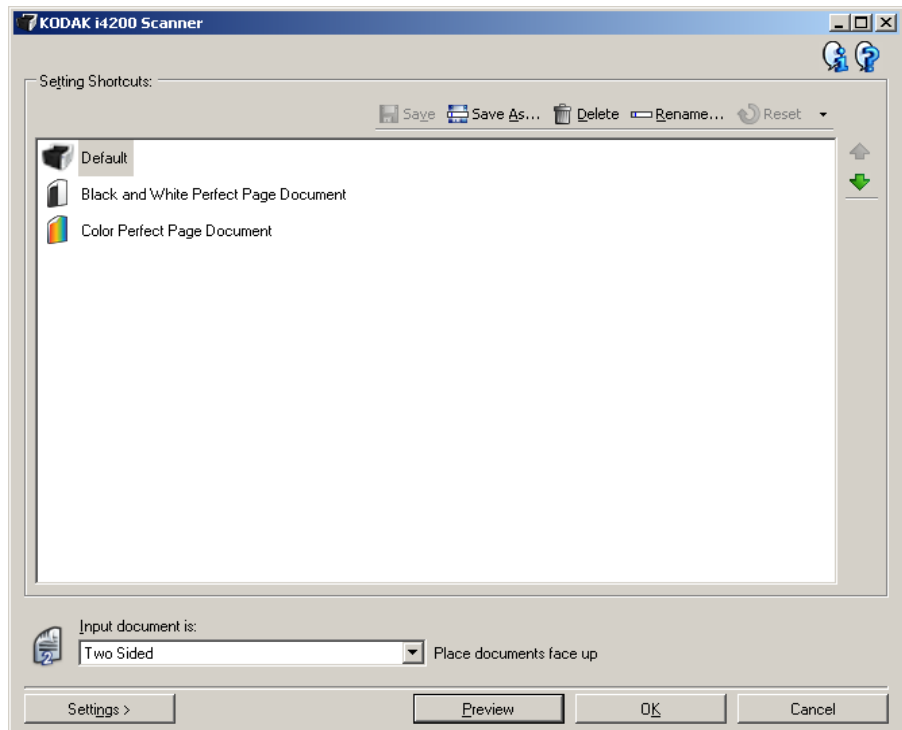 KODAK i4200 Scanner
Setting Shortcuts:
Save Save As... Delete Rename... Reset
Default
Black and White Perfect Page Document
Color Perfect Page Document
Input document is:
2
Two Sided Place documents face up
Settings > Preview OK Cancel